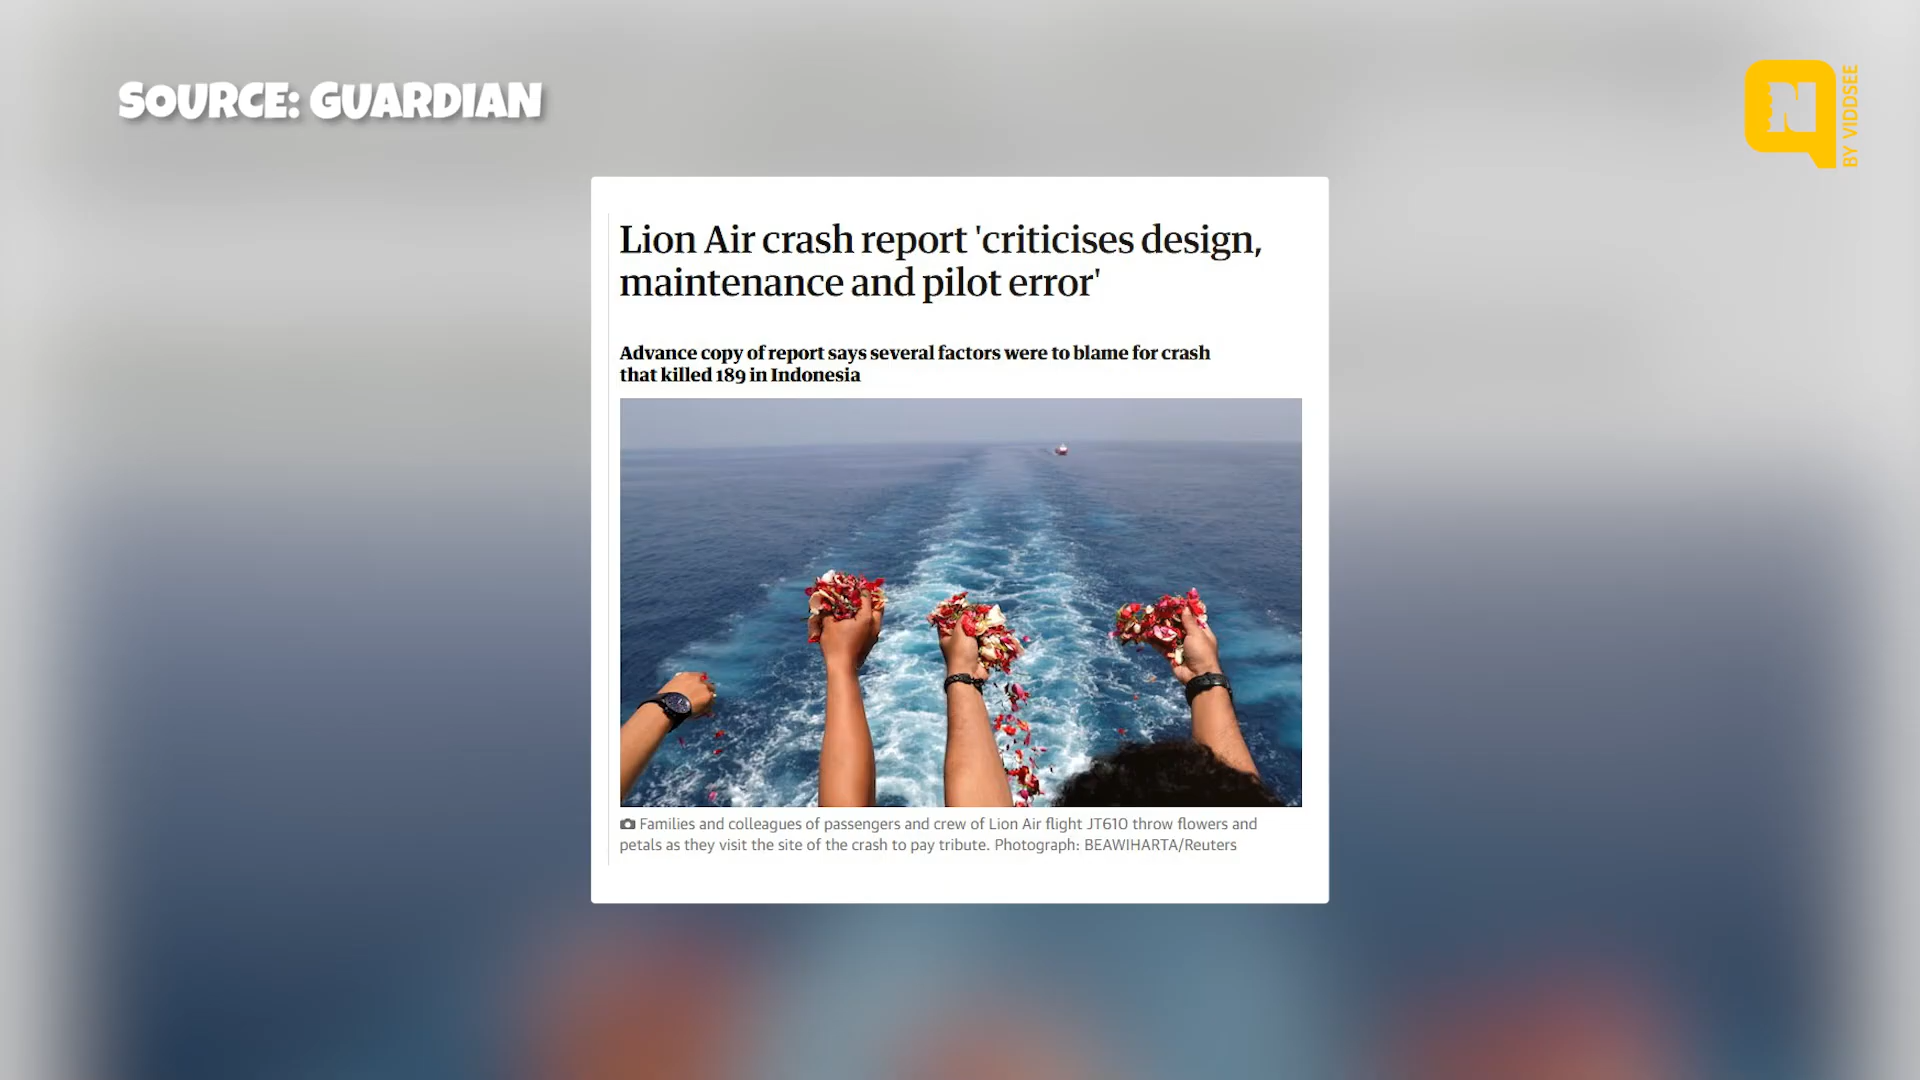 SOURCE: GUARDIAN
N
BY VIDDSEE
Lion Air crash report 'criticises design,
maintenance and pilot error'
Advance copy of report says several factors were to blame for crash
that killed 189 in Indonesia
Families and colleagues of passengers and crew of Lion Air flight JT610 throw flowers and
petals as they visit the site of the crash to pay tribute. Photograph: BEAWIHARTA/Reuters